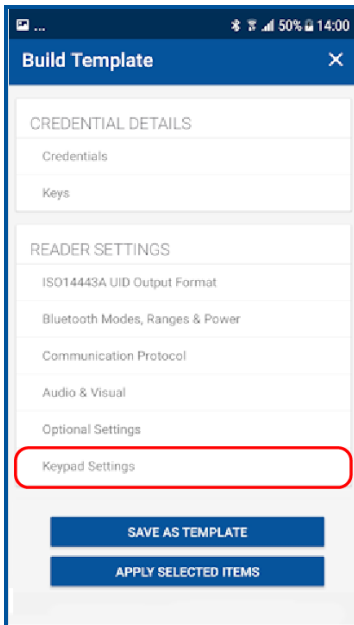 ... 50% 14:00
Build Template
CREDENTIAL DETAILS
Credentials
Keys
READER SETTINGS
ISO14443A UID Output Format
Bluetooth Modes, Ranges & Power
Communication Protocol
Audio & Visual
Optional Settings
Keypad Settings
SAVE AS TEMPLATE
APPLY SELECTED ITEMS